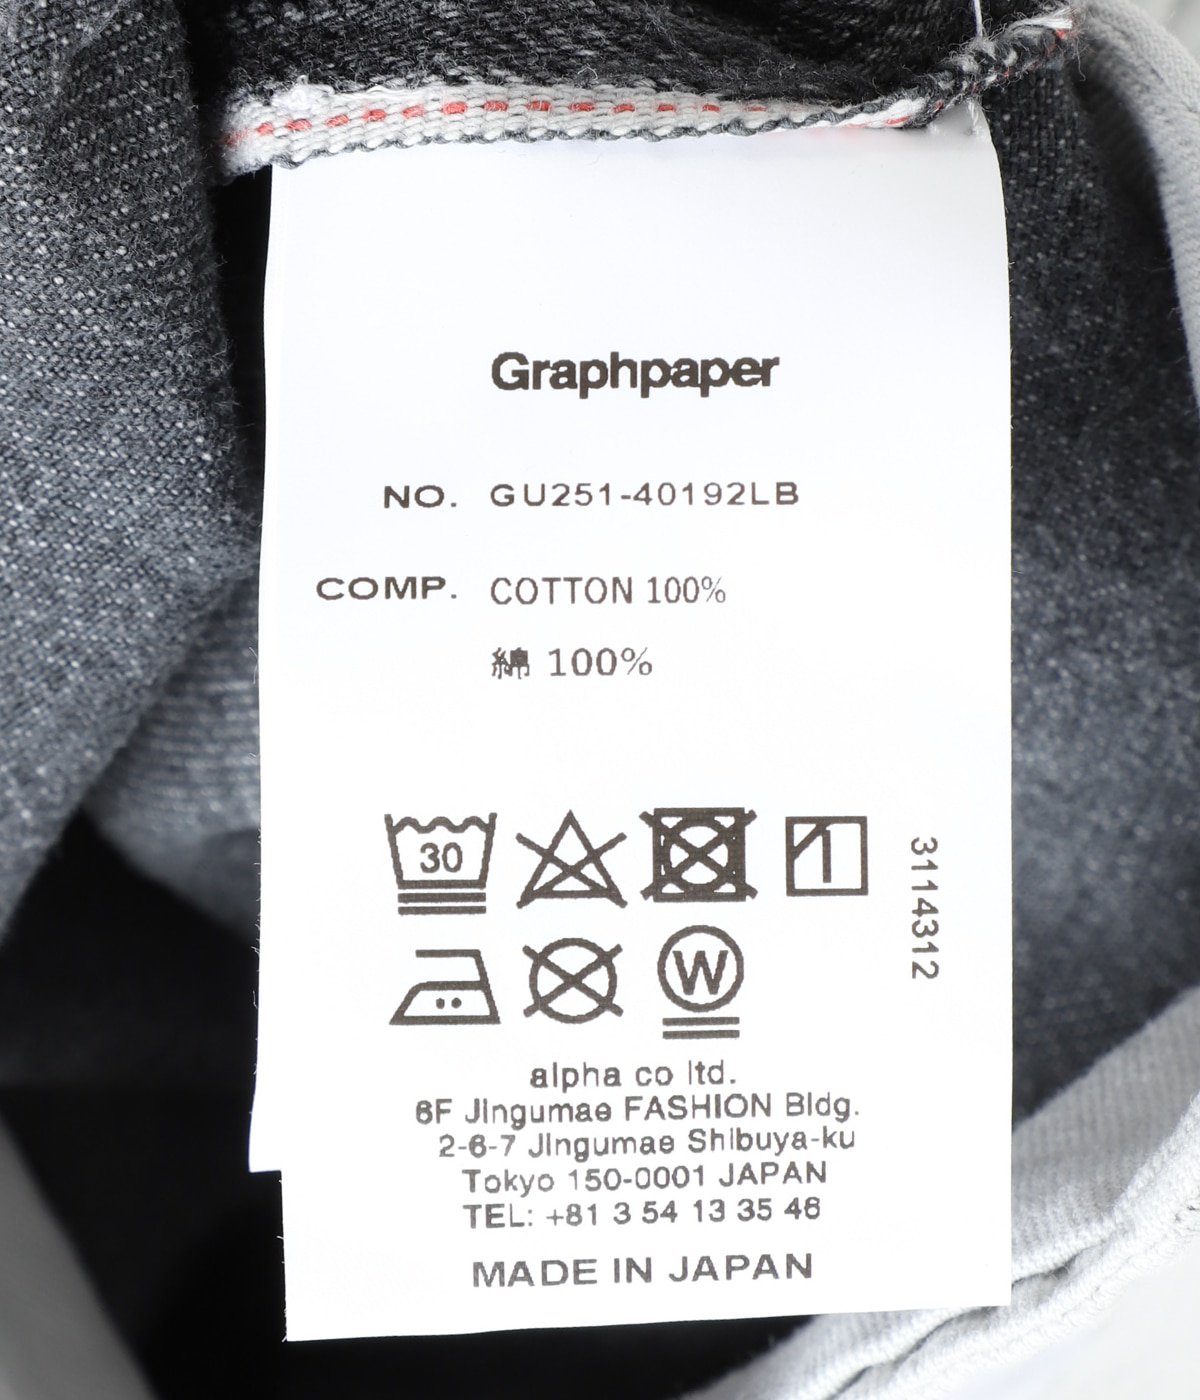 Graphpaper
NO. GU251-40192LB
COMP. COTTON 100%
綿 100%
30
W
3114312
alpha co ltd.
6F Jingumae FASHION Bldg.
2-6-7 Jingumae Shibuya-ku
Tokyo 150-0001 JAPAN
TEL: +81 3 54 13 35 46
MADE IN JAPAN